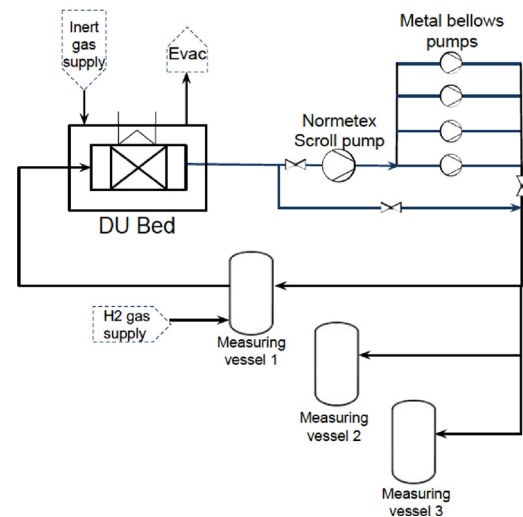 Inert
gas
supply
Evac
Metal bellows
pumps
Normetex
Scroll pump
DU Bed
H2 gas
supply
Measuring
vessel 1
Measuring
vessel 2
Measuring
vessel 3